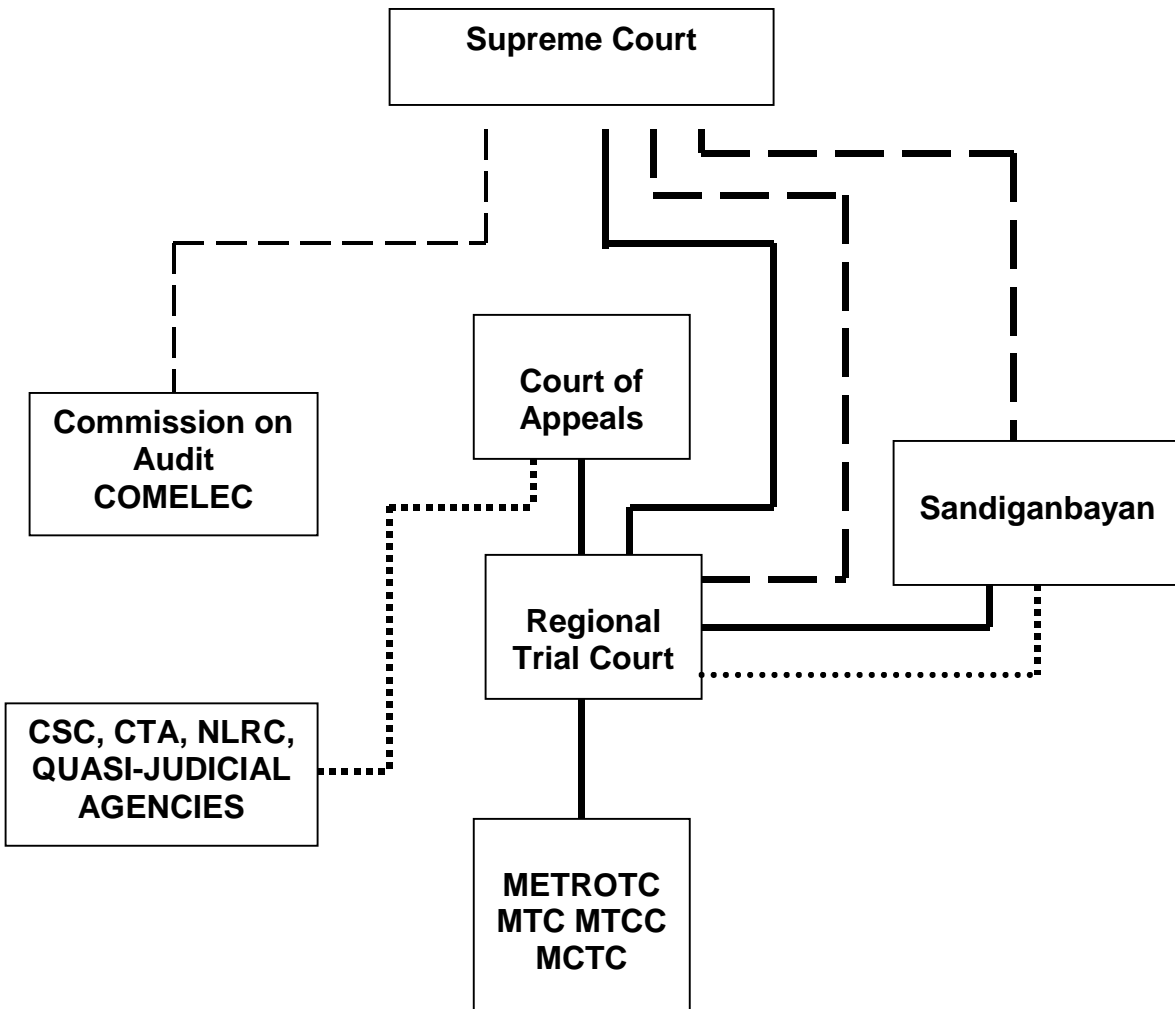 Supreme Court
Court of
Appeals
Commission on
Audit
COMELEC
Sandiganbayan
Regional
Trial Court
CSC, CTA, NLRC,
QUASI-JUDICIAL
AGENCIES
METROTC
MTC MTCC
MCTC